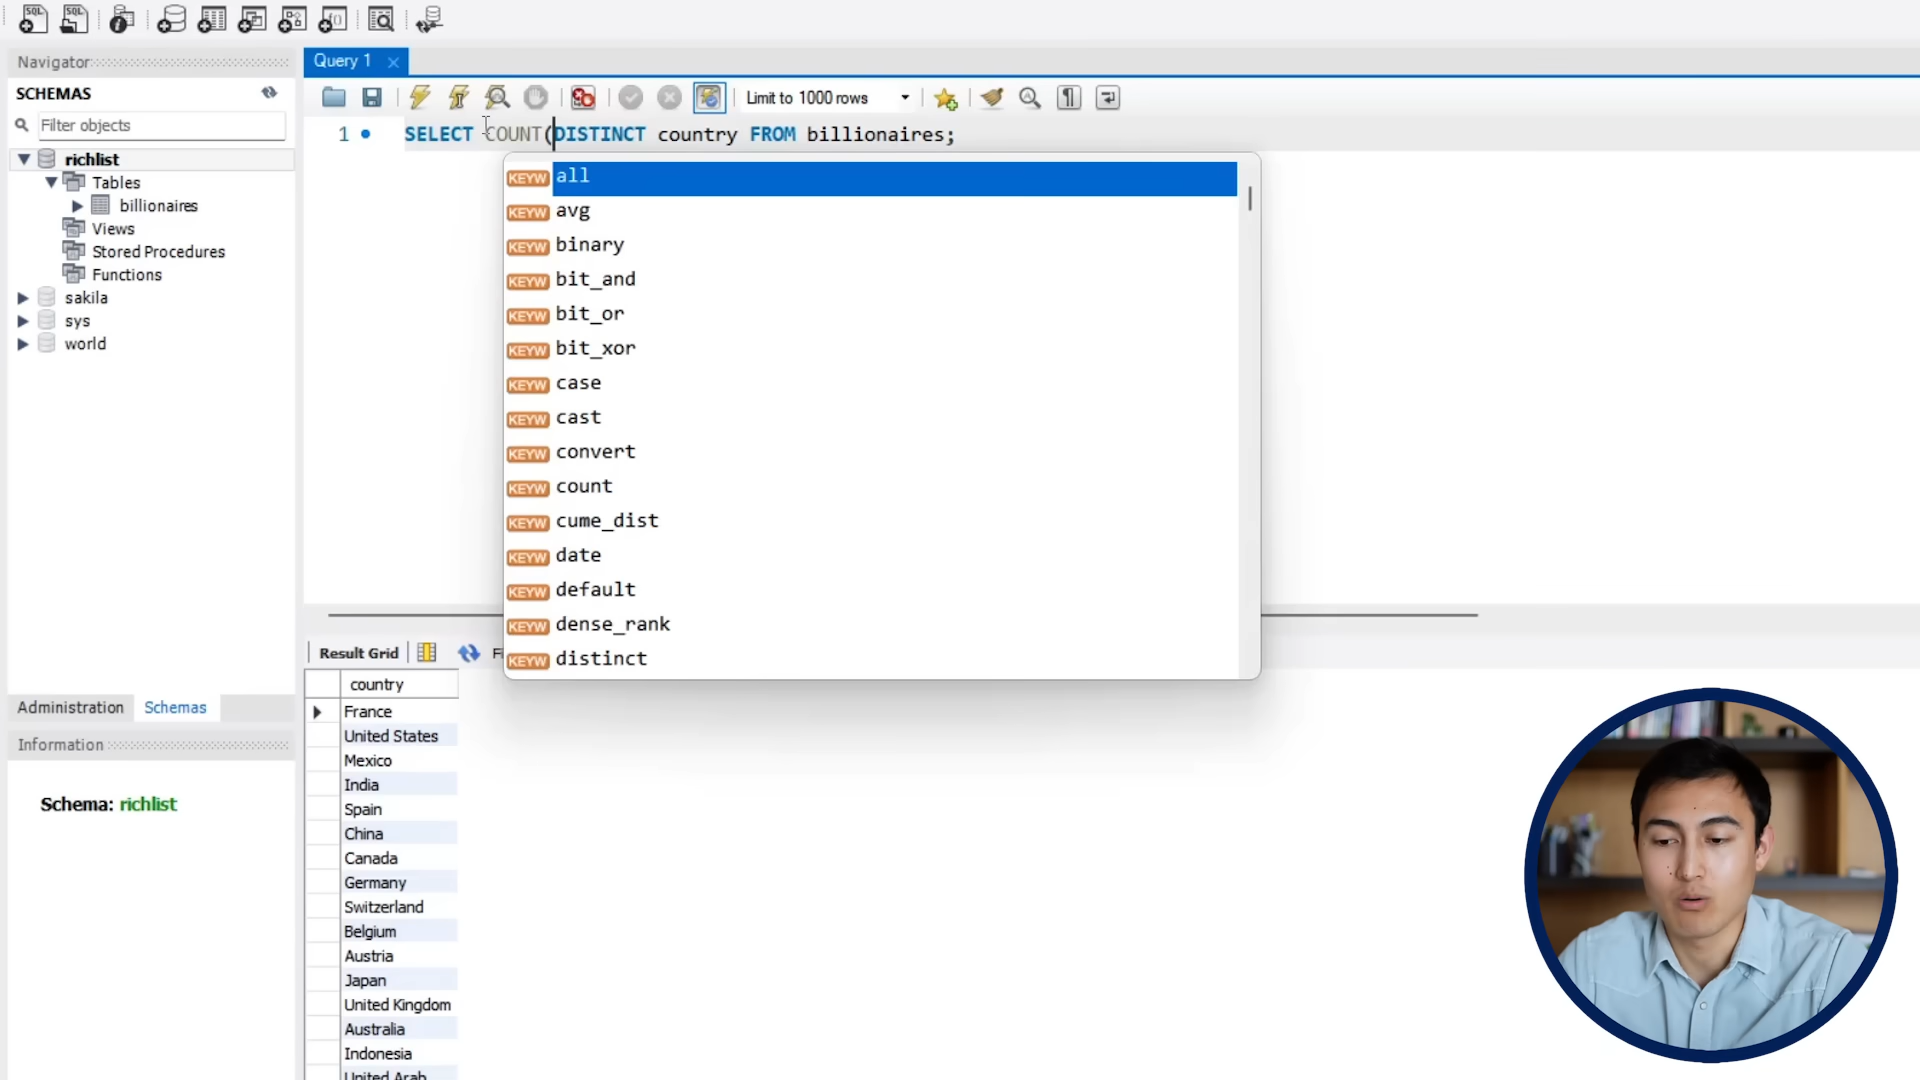 SQL SQL
Navigator
SCHEMAS
Filter objects
richlist
Tables
billionaires
Views
Stored Procedures
Functions
sakila
sys
world
Administration Schemas
Information
Schema: richlist
Query 1
Limit to 1000 rows
1 SELECT COUNT(DISTINCT country FROM billionaires;
KEYW all
KEYW avg
KEYW binary
KEYW bit_and
KEYW bit_or
KEYW bit_xor
KEYW case
KEYW cast
KEYW convert
KEYW count
KEYW cume_dist
KEYW date
KEYW default
KEYW dense_rank
KEYW distinct
Result Grid
country
France
United States
Mexico
India
Spain
China
Canada
Germany
Switzerland
Belgium
Austria
Japan
United Kingdom
Australia
Indonesia
United Arab